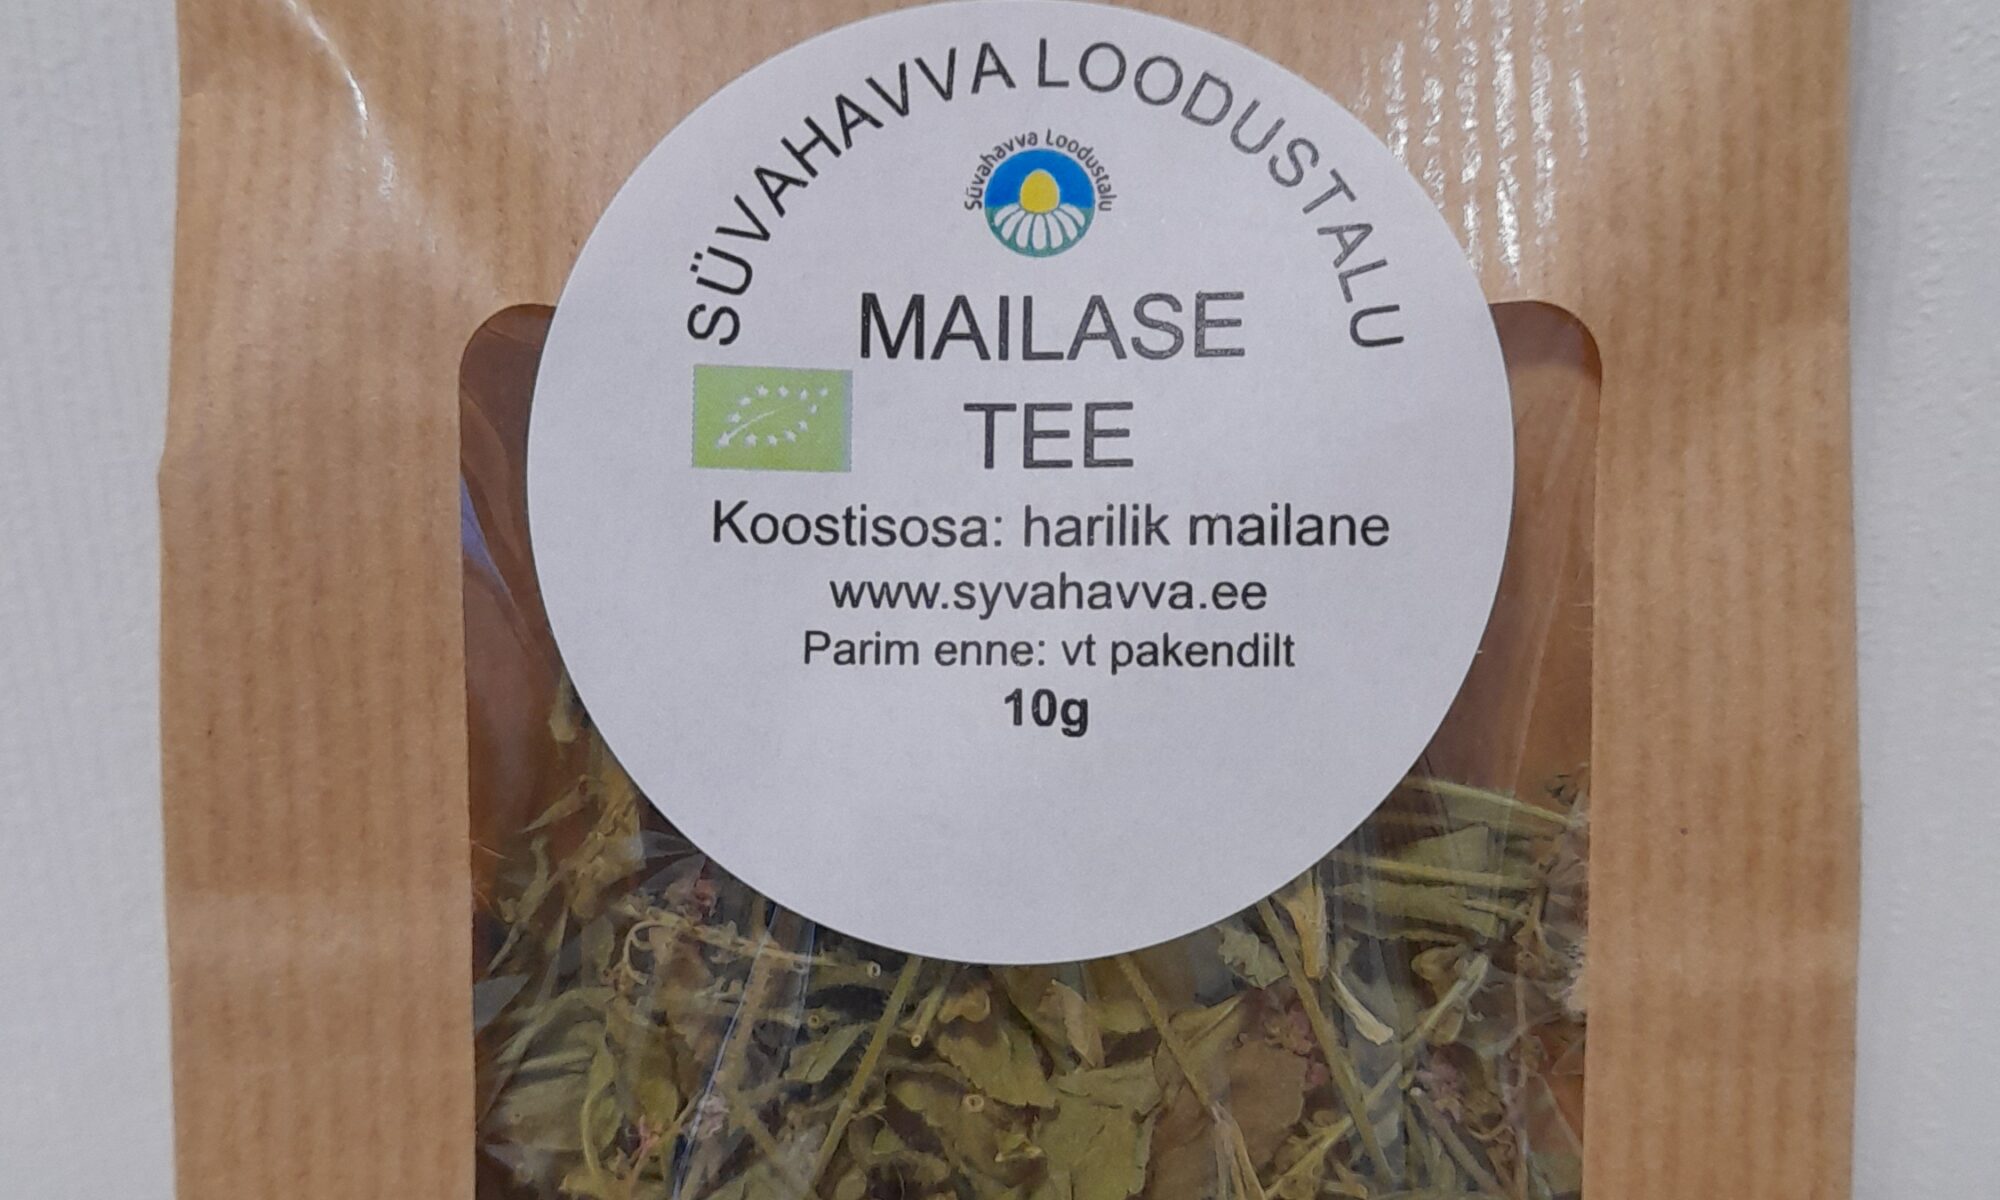 SÜVAHAVVA LOODUSTALU
Süvahavva Loodustalu
MAILASE
TEE
Koostisosa: harilik mailane
www.syvahavva.ee
Parim enne: vt pakendilt
10g